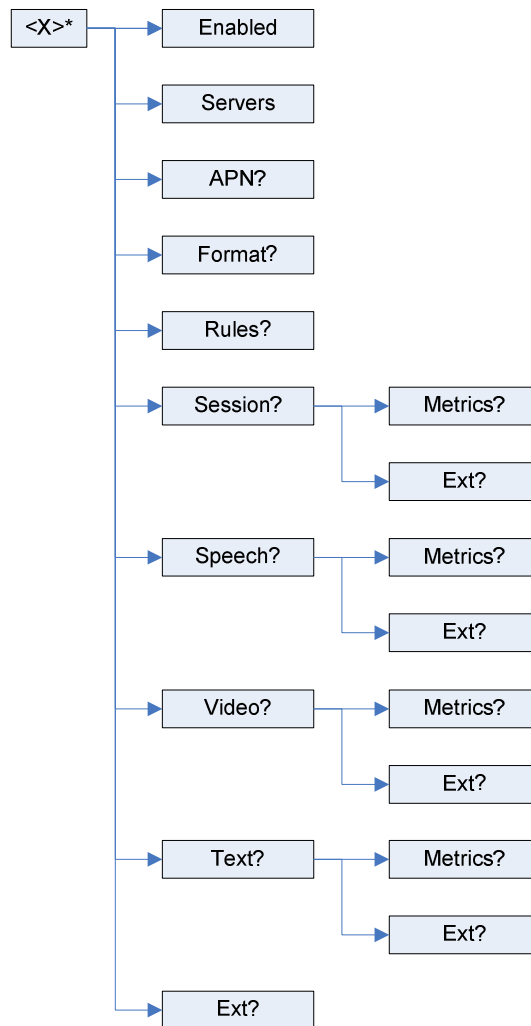 <X>*
Enabled
Servers
APN?
Format?
Rules?
Session?
Metrics?
Ext?
Speech?
Metrics?
Ext?
Video?
Metrics?
Ext?
Text?
Metrics?
Ext?
Ext?